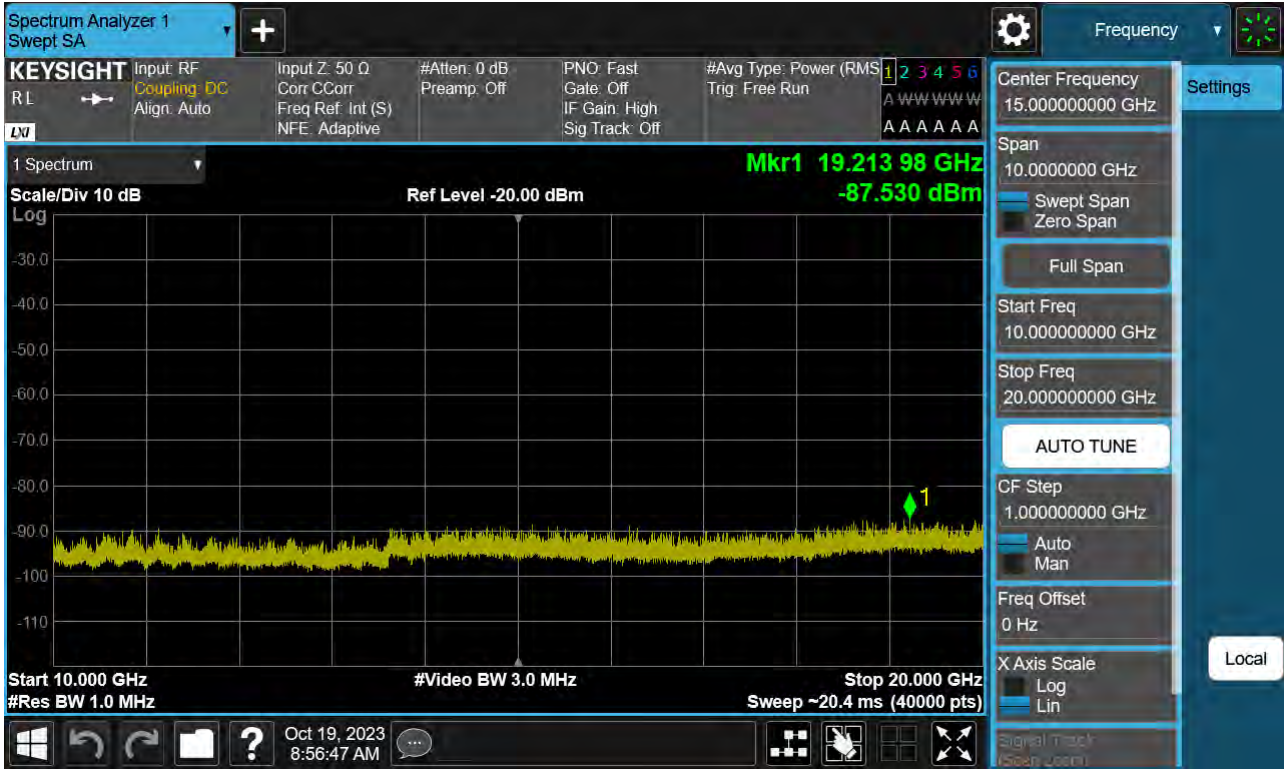 Spectrum Analyzer 1
Swept SA
Frequency
KEYSIGHT
R L
LXI
Input: RF
Coupling: DC
Align: Auto
Input Z: 50 Ω
Corr CCorr
Freq Ref: Int (S)
NFE: Adaptive
#Atten: 0 dB
Preamp: Off
PNO: Fast
Gate: Off
IF Gain: High
Sig Track: Off
#Avg Type: Power (RMS
Trig: Free Run
1 2 3 4 5 6
A W W W W W
A A A A A A
1 Spectrum
Mkr1 19.213 98 GHz
-87.530 dBm
Scale/Div 10 dB
Ref Level -20.00 dBm
Log
-30.0
-40.0
-50.0
-60.0
-70.0
-80.0
-90.0
-100
-110
1
Start 10.000 GHz
#Video BW 3.0 MHz
Stop 20.000 GHz
#Res BW 1.0 MHz
Sweep ~20.4 ms (40000 pts)
Center Frequency
15.000000000 GHz
Settings
Span
10.0000000 GHz
Swept Span
Zero Span
Full Span
Start Freq
10.000000000 GHz
Stop Freq
20.000000000 GHz
AUTO TUNE
CF Step
1.000000000 GHz
Auto
Man
Freq Offset
0 Hz
X Axis Scale
Log
Lin
Local
Signal Track
(Span Zoom)
?
Oct 19, 2023
8:56:47 AM